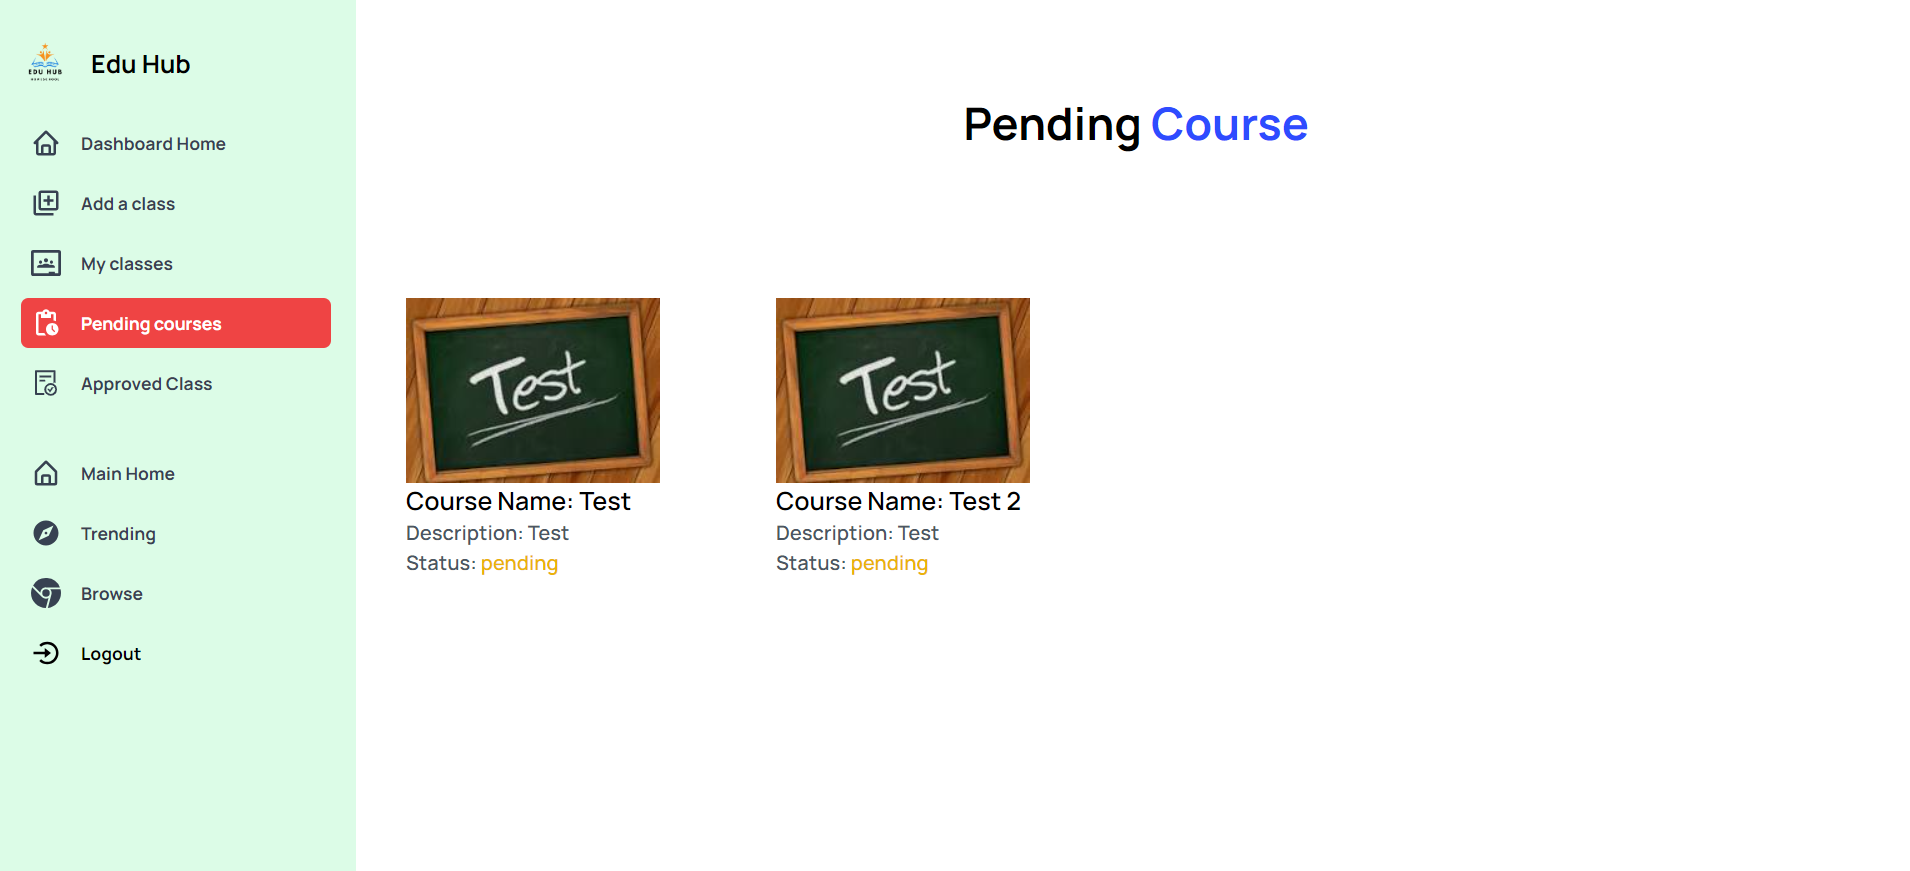 EDU HUB
Edu Hub
Dashboard Home
Add a class
My classes
Pending courses
Approved Class
Main Home
Trending
Browse
Logout
Pending Course
Test
Course Name: Test
Description: Test
Status: pending
Test
Course Name: Test 2
Description: Test
Status: pending